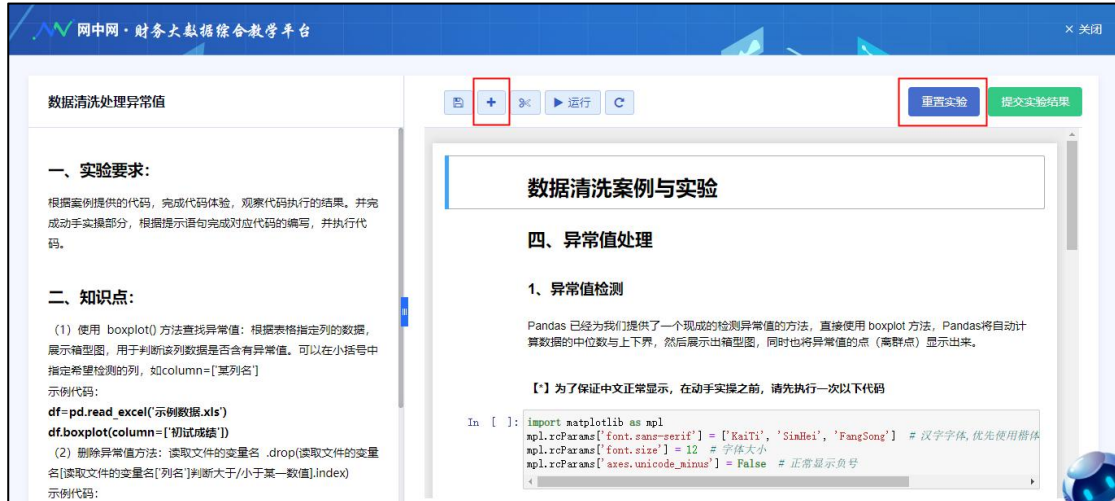 网中网·财务大数据综合教学平台
× 关闭
数据清洗处理异常值
运行
重置实验
提交实验结果
一、实验要求：
根据案例提供的代码，完成代码体验，观察代码执行的结果。并完
成动手实操部分，根据提示语句完成对应代码的编写，并执行代
码。
二、知识点：
（1）使用 boxplot() 方法查找异常值：根据表格指定列的数据，
展示箱型图，用于判断该列数据是否含有异常值。可以在小括号中
指定希望检测的列，如column=['某列名']
示例代码：
df=pd.read_excel('示例数据.xls')
df.boxplot(column=['初试成绩'])
（2）删除异常值方法：读取文件的变量名 .drop(读取文件的变量
名[读取文件的变量名['列名']判断大于/小于某一数值].index)
示例代码：
数据清洗案例与实验
四、异常值处理
1、异常值检测
Pandas 已经为我们提供了一个现成的检测异常值的方法，直接使用 boxplot 方法，Pandas将自动计
算数据的中位数与上下界，然后展示出箱型图，同时也将异常值的点（离群点）显示出来。
【*】为了保证中文正常显示，在动手实操之前，请先执行一次以下代码
In [ ]: import matplotlib as mpl
mpl.rcParams['font.sans-serif'] = ['KaiTi', 'SimHei', 'FangSong'] # 汉字字体,优先使用楷体
mpl.rcParams['font.size'] = 12 # 字体大小
mpl.rcParams['axes.unicode_minus'] = False # 正常显示负号